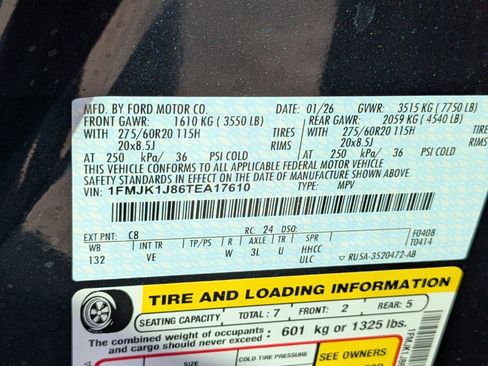 MFD. BY FORD MOTOR CO. 01/26 GVWR: 3515 KG ( 7750 LB)
FRONT GAWR: 1610 KG ( 3550 LB) REAR GAWR: 2059 KG ( 4540 LB)
WITH 275/60R20 115H TIRES WITH 275/60R20 115H TIRES
20x8.5J RIMS 20x8.5J RIMS
AT 250 kPa/ 36 PSI COLD AT 250 kPa/ 36 PSI COLD
THIS VEHICLE CONFORMS TO ALL APPLICABLE FEDERAL MOTOR VEHICLE
SAFETY STANDARDS IN EFFECT ON THE DATE OF MANUFACTURE SHOWN ABOVE.
VIN: 1FMJK1J86TEA17610 TYPE: MPV
EXT PNT: C8 RC: 24 DSO: F0408
WB INT TR TP/PS R AXLE TR SPR T0414
132 VE W 3L U HHCC
ULC RU5A-3520472-AB
TIRE AND LOADING INFORMATION
SEATING CAPACITY TOTAL : 7 FRONT: 2 REAR: 5
The combined weight of occupants
and cargo should never exceed : 601 kg or 1325 lbs.
COLD TIRE PRESSURE
SEE OWNERS